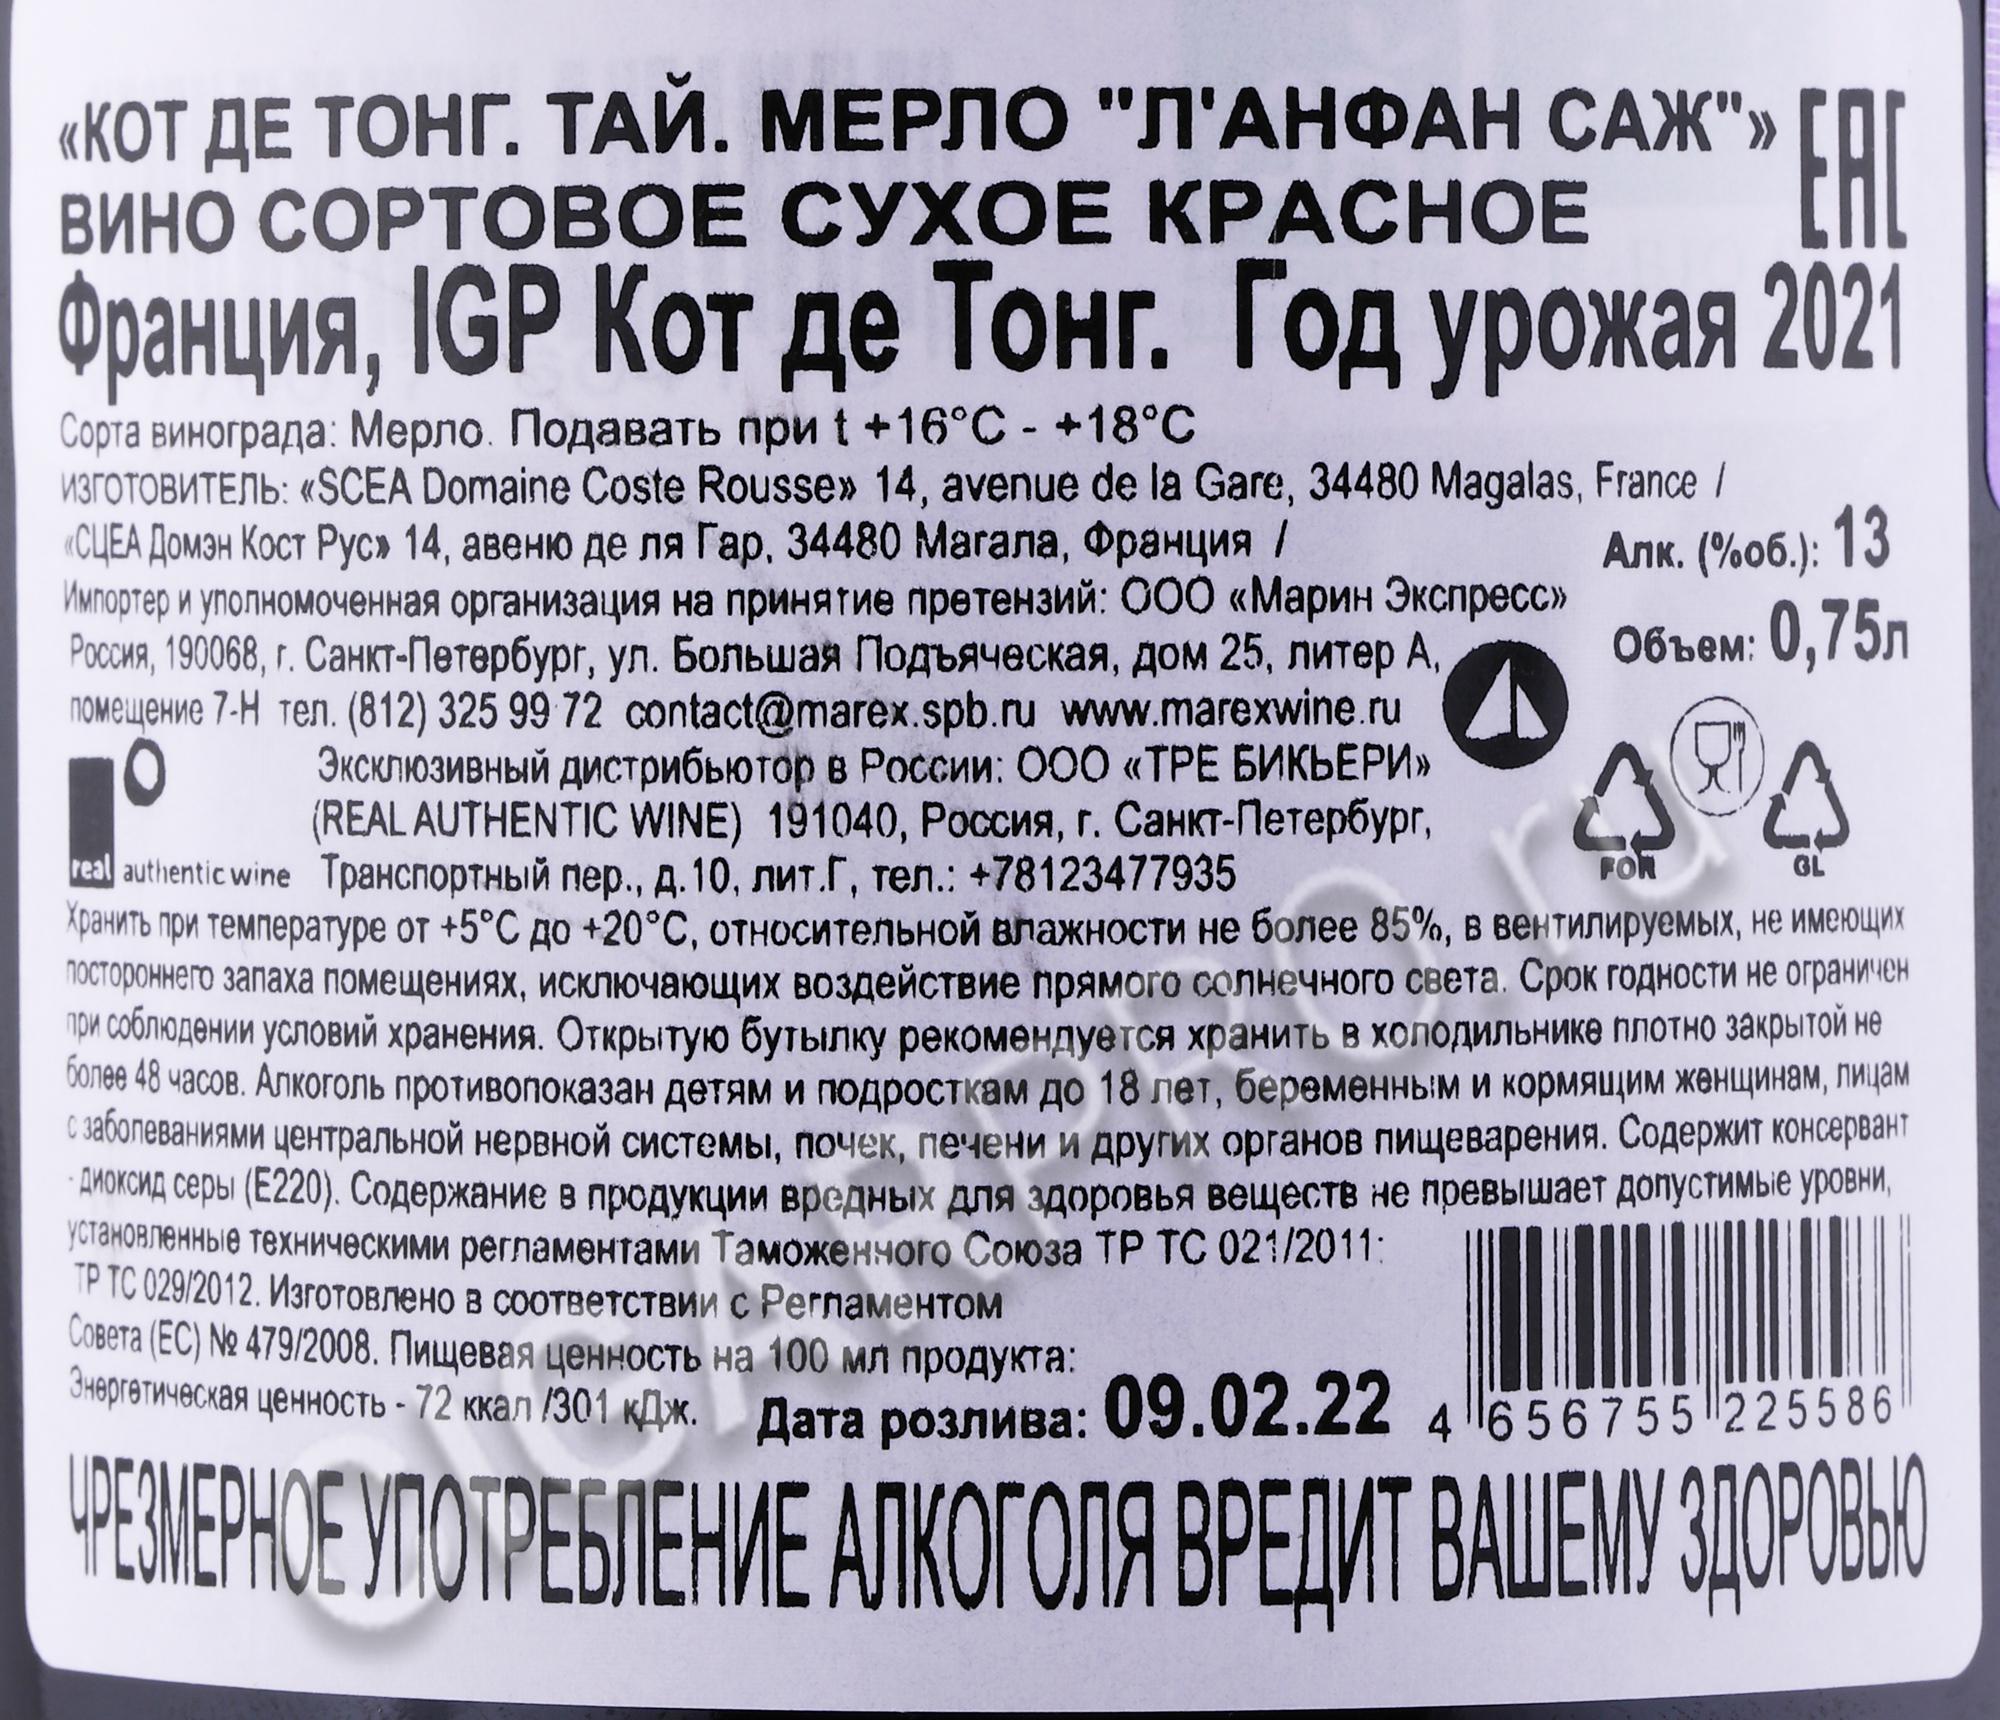 «КОТ ДЕ ТОНГ. ТАЙ. МЕРЛО "Л'АНФАН САЖ"» ЕАС
ВИНО СОРТОВОЕ СУХОЕ КРАСНОЕ
Франция, IGP Кот де Тонг. Год урожая 2021
Сорта винограда: Мерло. Подавать при t +16°C - +18°C
ИЗГОТОВИТЕЛЬ: «SCEA Domaine Coste Rousse» 14, avenue de la Gare, 34480 Magalas, France /
«СЦЕА Домэн Кост Рус» 14, авеню де ля Гар, 34480 Магала, Франция /
Алк. (%об.): 13
Импортер и уполномоченная организация на принятие претензий: ООО «Марин Экспресс»
Россия, 190068, г. Санкт-Петербург, ул. Большая Подъяческая, дом 25, литер А,
Объем: 0,75л
помещение 7-Н тел. (812) 325 99 72 contact@marex.spb.ru www.marexwine.ru
Эксклюзивный дистрибьютор в России: ООО «ТРЕ БИКЬЕРИ»
(REAL AUTHENTIC WINE) 191040, Россия, г. Санкт-Петербург,
real authentic wine Транспортный пер., д.10, лит.Г, тел.: +78123477935
FOR GL
Хранить при температуре от +5°C до +20°C, относительной влажности не более 85%, в вентилируемых, не имеющих
постороннего запаха помещениях, исключающих воздействие прямого солнечного света. Срок годности не ограничен
при соблюдении условий хранения. Открытую бутылку рекомендуется хранить в холодильнике плотно закрытой не
более 48 часов. Алкоголь противопоказан детям и подросткам до 18 лет, беременным и кормящим женщинам, лицам
с заболеваниями центральной нервной системы, почек, печени и других органов пищеварения. Содержит консервант
- диоксид серы (Е220). Содержание в продукции вредных для здоровья веществ не превышает допустимые уровни,
установленные техническими регламентами Таможенного Союза ТР ТС 021/2011:
ТР ТС 029/2012. Изготовлено в соответствии с Регламентом
Совета (ЕС) № 479/2008. Пищевая ценность на 100 мл продукта:
Энергетическая ценность - 72 ккал /301 кДж.
Дата розлива: 09.02.22
4 656755 225586
ЧРЕЗМЕРНОЕ УПОТРЕБЛЕНИЕ АЛКОГОЛЯ ВРЕДИТ ВАШЕМУ ЗДОРОВЬЮ
CIGARPRO.ru